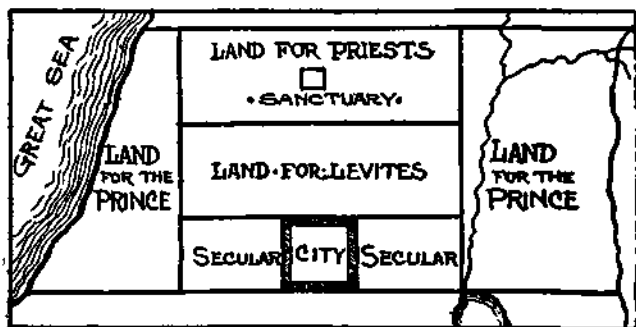 GREAT SEA
LAND FOR PRIESTS
• SANCTUARY •
LAND
FOR THE
PRINCE
LAND • FOR • LEVITES
LAND
FOR THE
PRINCE
SECULAR
CITY
SECULAR